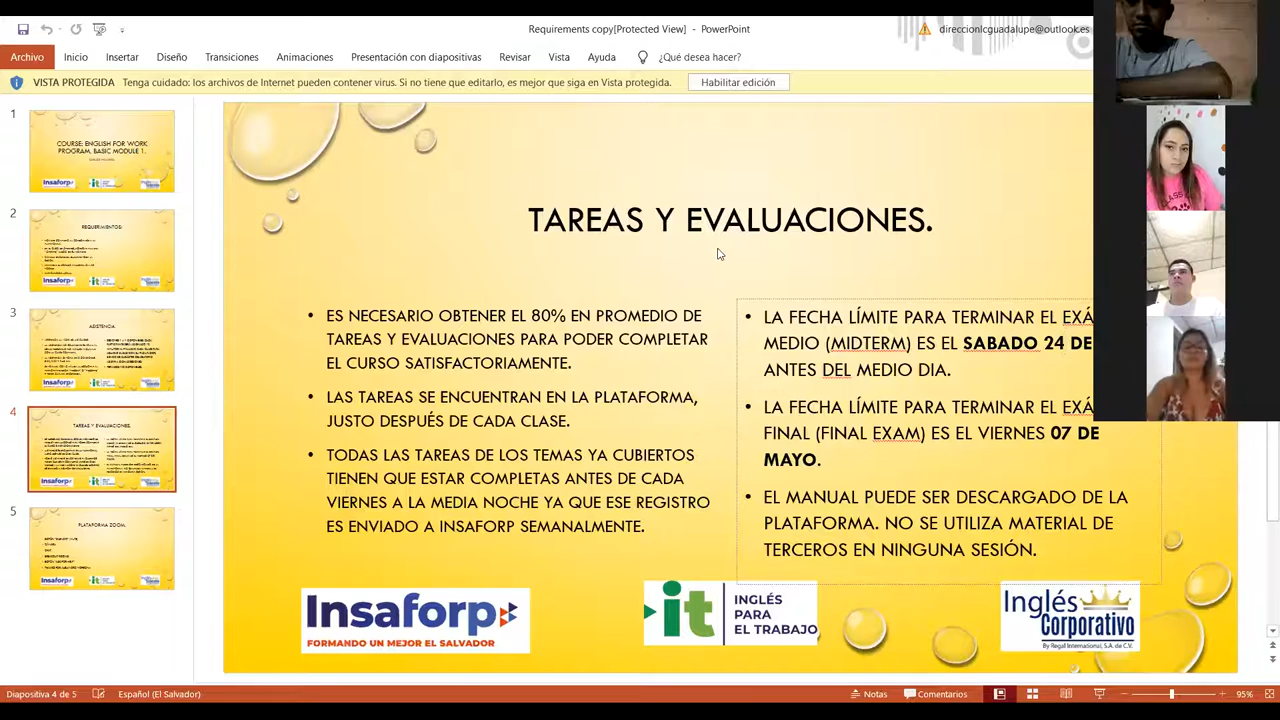 Requirements copy[Protected View] - PowerPoint
direccionlcguadalupe@outlook.es
Archivo Inicio Insertar Diseño Transiciones Animaciones Presentación con diapositivas Revisar Vista Ayuda ¿Qué desea hacer?
VISTA PROTEGIDA Tenga cuidado: los archivos de Internet pueden contener virus. Si no tiene que editarlo, es mejor que siga en Vista protegida. Habilitar edición
1
COURSE: ENGLISH FOR WORK
PROGRAM. BASIC MODULE 1.
Insaforp
2
REQUERIMIENTOS:
Insaforp
3
ASISTENCIA
Insaforp
4
TAREAS Y EVALUACIONES.
Insaforp
5
PLATAFORMA ZOOM.
Insaforp
TAREAS Y EVALUACIONES.
• ES NECESARIO OBTENER EL 80% EN PROMEDIO DE
TAREAS Y EVALUACIONES PARA PODER COMPLETAR
EL CURSO SATISFACTORIAMENTE.
• LAS TAREAS SE ENCUENTRAN EN LA PLATAFORMA,
JUSTO DESPUÉS DE CADA CLASE.
• TODAS LAS TAREAS DE LOS TEMAS YA CUBIERTOS
TIENEN QUE ESTAR COMPLETAS ANTES DE CADA
VIERNES A LA MEDIA NOCHE YA QUE ESE REGISTRO
ES ENVIADO A INSAFORP SEMANALMENTE.
• LA FECHA LÍMITE PARA TERMINAR EL EXÁ
MEDIO (MIDTERM) ES EL SABADO 24 DE
ANTES DEL MEDIO DIA.
• LA FECHA LÍMITE PARA TERMINAR EL EXÁ
FINAL (FINAL EXAM) ES EL VIERNES 07 DE
MAYO.
• EL MANUAL PUEDE SER DESCARGADO DE LA
PLATAFORMA. NO SE UTILIZA MATERIAL DE
TERCEROS EN NINGUNA SESIÓN.
Insaforp
FORMANDO UN MEJOR EL SALVADOR
it
INGLÉS
PARA
EL TRABAJO
Inglés
Corporativo
By Regal International, S.A. de C.V.
Diapositiva 4 de 5 Español (El Salvador) Notas Comentarios 95%